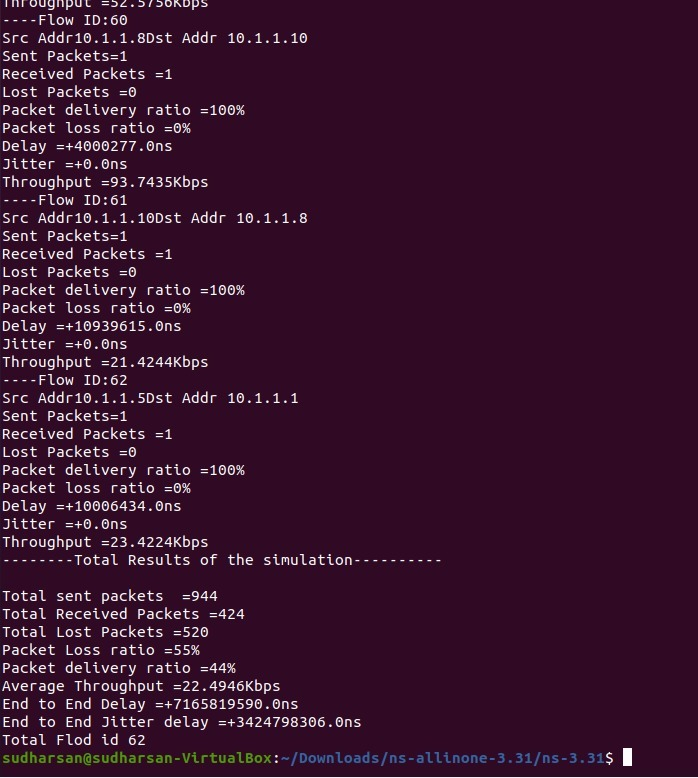 Throughput =52.5756Kbps
----Flow ID:60
Src Addr10.1.1.8Dst Addr 10.1.1.10
Sent Packets=1
Received Packets =1
Lost Packets =0
Packet delivery ratio =100%
Packet loss ratio =0%
Delay =+4000277.0ns
Jitter =+0.0ns
Throughput =93.7435Kbps
----Flow ID:61
Src Addr10.1.1.10Dst Addr 10.1.1.8
Sent Packets=1
Received Packets =1
Lost Packets =0
Packet delivery ratio =100%
Packet loss ratio =0%
Delay =+10939615.0ns
Jitter =+0.0ns
Throughput =21.4244Kbps
----Flow ID:62
Src Addr10.1.1.5Dst Addr 10.1.1.1
Sent Packets=1
Received Packets =1
Lost Packets =0
Packet delivery ratio =100%
Packet loss ratio =0%
Delay =+10006434.0ns
Jitter =+0.0ns
Throughput =23.4224Kbps
--------Total Results of the simulation----------
Total sent packets  =944
Total Received Packets =424
Total Lost Packets =520
Packet Loss ratio =55%
Packet delivery ratio =44%
Average Throughput =22.4946Kbps
End to End Delay =+7165819590.0ns
End to End Jitter delay =+3424798306.0ns
Total Flod id 62
sudharsan@sudharsan-VirtualBox:~/Downloads/ns-allinone-3.31/ns-3.31$